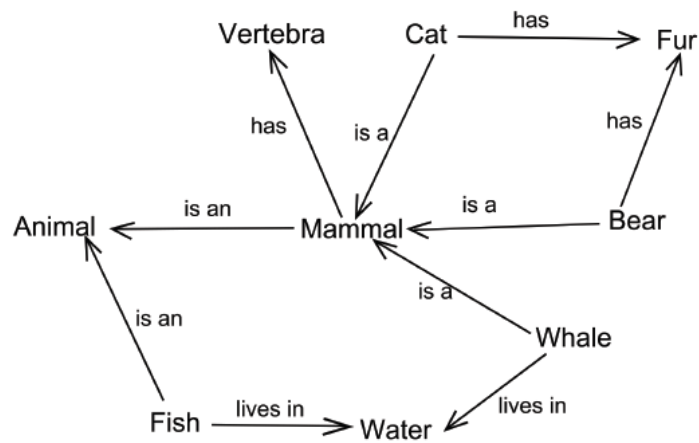 Vertebra
Cat
has
Fur
has
is a
has
Animal
is an
Mammal
is a
Bear
is an
is a
Whale
Fish
lives in
Water
lives in